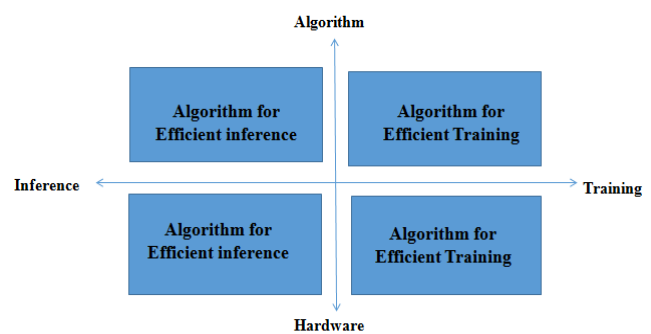 Algorithm
Algorithm for
Efficient inference
Algorithm for
Efficient Training
Inference
Training
Algorithm for
Efficient inference
Algorithm for
Efficient Training
Hardware